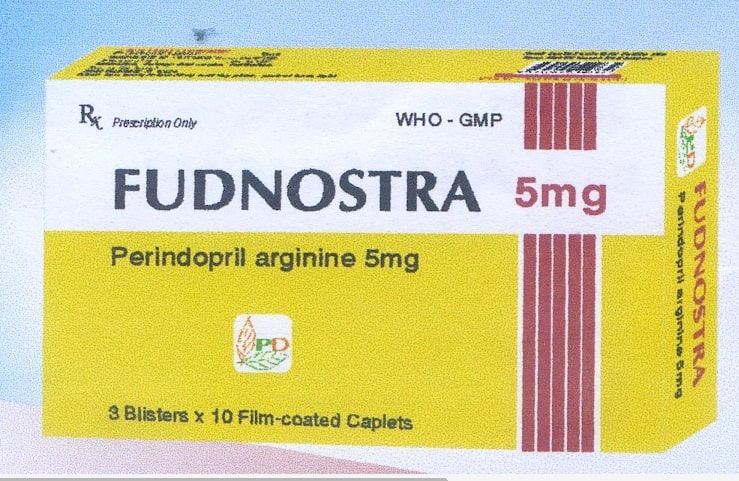 Rx Prescription Only
WHO - GMP
FUDNOSTRA 5mg
Perindopril arginine 5mg
PD
3 Blisters x 10 Film-coated Caplets
PD
FUDNOSTRA
Perindopril arginine 5mg